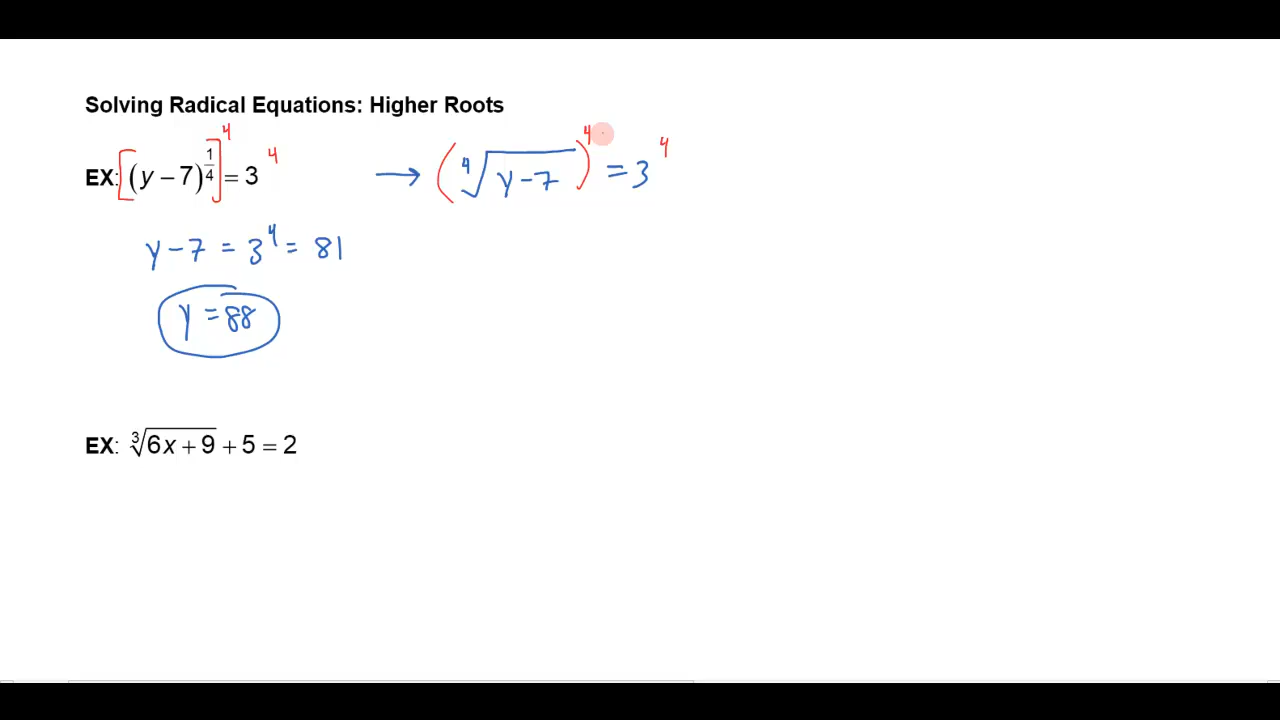 Solving Radical Equations: Higher Roots
EX: [(y − 7)^(1/4)]^4 = 3^4 → (∜(y − 7))^4 = 3^4
y − 7 = 3^4 = 81
y = 88
EX: ∛(6x + 9) + 5 = 2